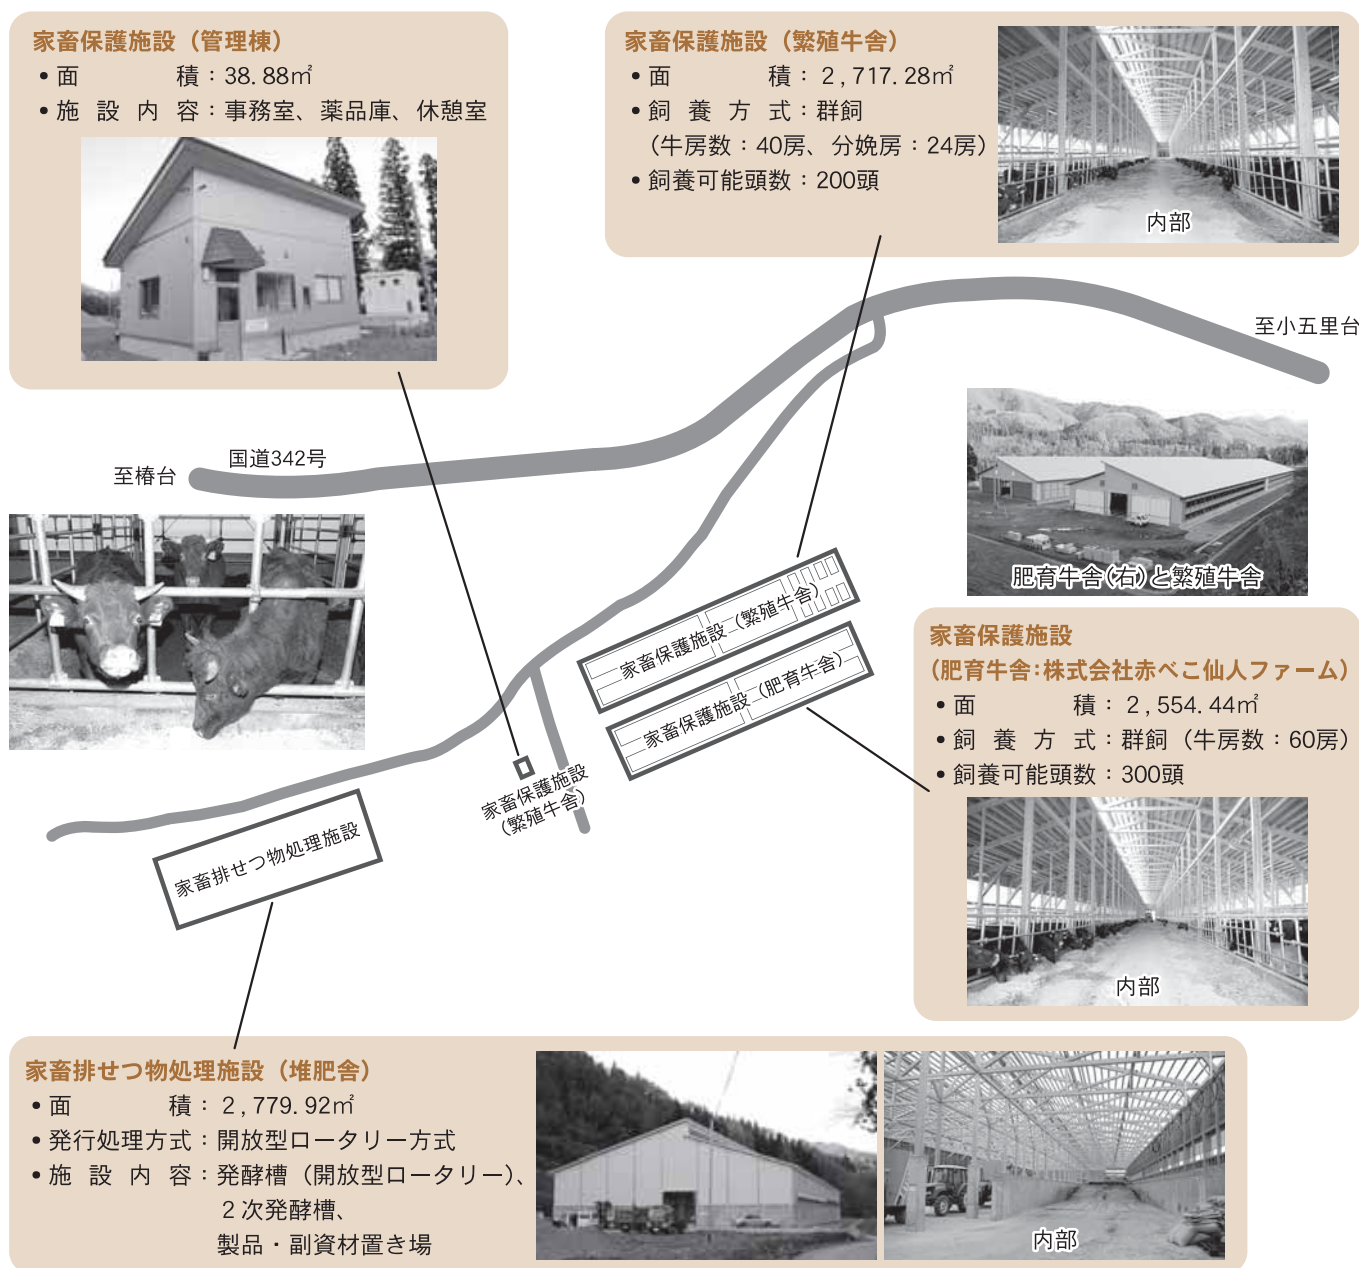 家畜保護施設（管理棟）
• 面　　　　積：38.88㎡
• 施 設 内 容：事務室、薬品庫、休憩室
家畜保護施設（繁殖牛舎）
• 面　　　　積：2,717.28㎡
• 飼 養 方 式：群飼
（牛房数：40房、分娩房：24房）
• 飼養可能頭数：200頭
内部
至小五里台
国道342号
至椿台
肥育牛舎（右）と繁殖牛舎
家畜保護施設（繁殖牛舎）
家畜保護施設（肥育牛舎）
家畜保護施設
（繁殖牛舎）
家畜排せつ物処理施設
家畜保護施設
（肥育牛舎：株式会社赤べこ仙人ファーム）
• 面　　　　積：2,554.44㎡
• 飼 養 方 式：群飼（牛房数：60房）
• 飼養可能頭数：300頭
内部
家畜排せつ物処理施設（堆肥舎）
• 面　　　　積：2,779.92㎡
• 発行処理方式：開放型ロータリー方式
• 施 設 内 容：発酵槽（開放型ロータリー）、
２次発酵槽、
製品・副資材置き場
内部